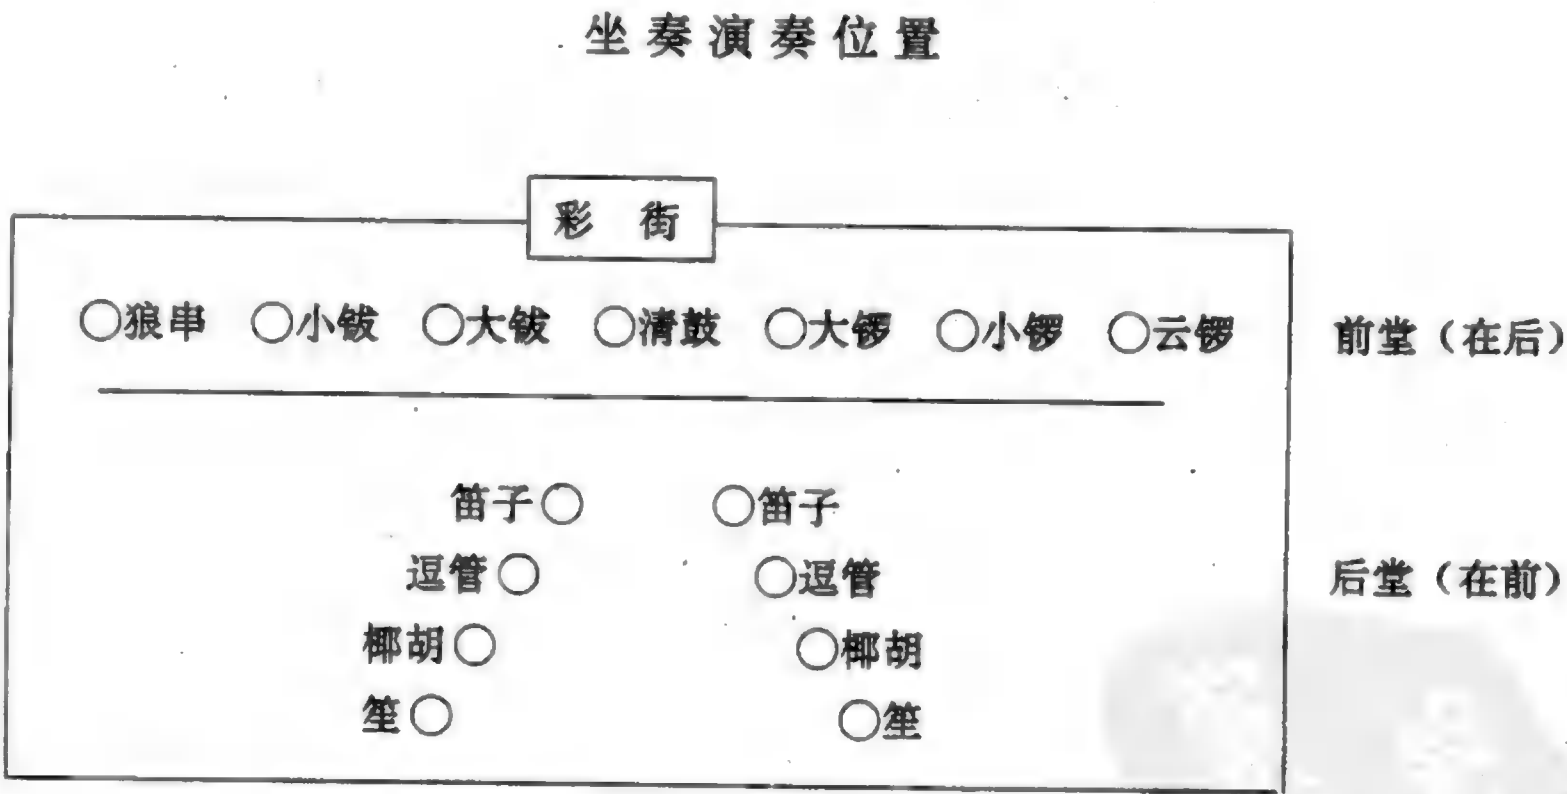 坐奏演奏位置
彩街
○狼串 ○小钹 ○大钹 ○清鼓 ○大锣 ○小锣 ○云锣 前堂（在后）
笛子○ ○笛子
逗管○ ○逗管 后堂（在前）
椰胡○ ○椰胡
笙○ ○笙